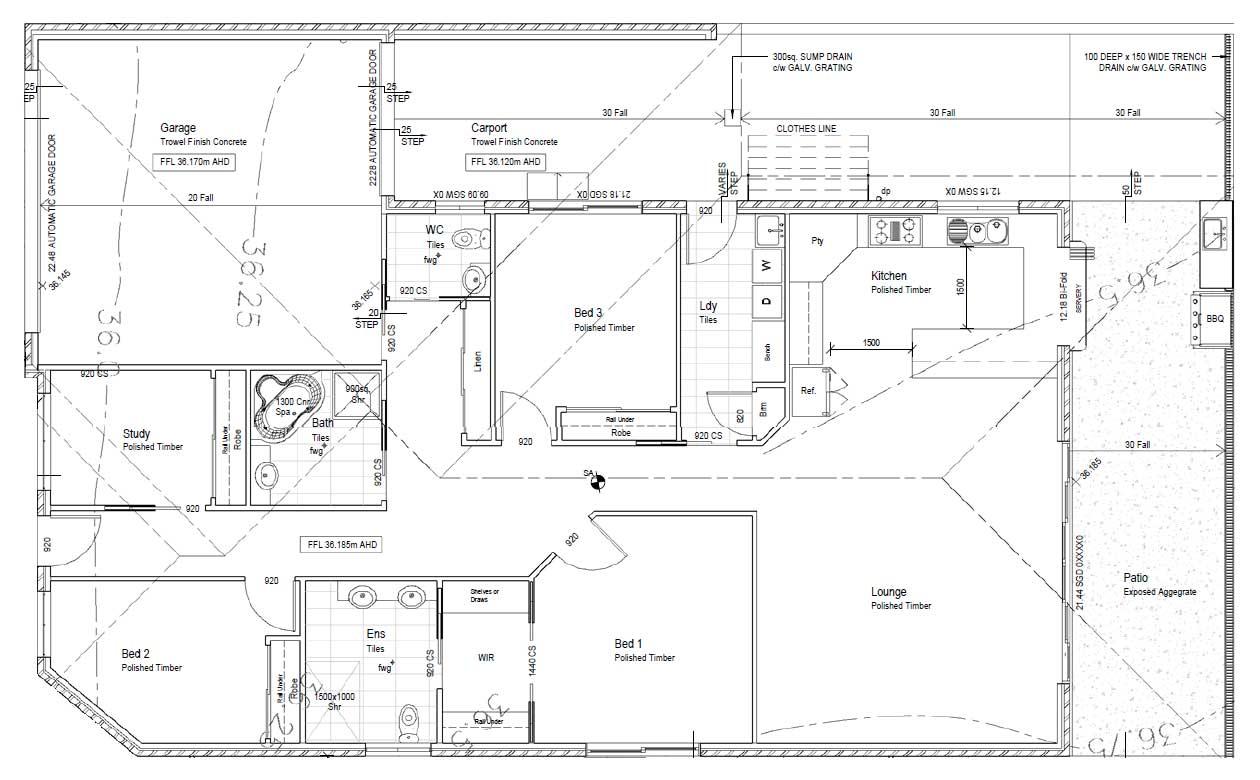 300sq. SUMP DRAIN
c/w GALV. GRATING
100 DEEP x 150 WIDE TRENCH
DRAIN c/w GALV. GRATING
22.28 AUTOMATIC GARAGE DOOR
25
STEP
25
STEP
25
STEP
30 Fall
30 Fall
30 Fall
Garage
Trowel Finish Concrete
FFL 36.170m AHD
Carport
Trowel Finish Concrete
FFL 36.120m AHD
CLOTHES LINE
22.48 AUTOMATIC GARAGE DOOR
20 Fall
09.09 SGW 0X
21.18 SGD 0X
VARIES
STEP
dp
12.18 SGW 0X
50
STEP
920
WC
Tiles
fwg
920 CS
Pty
W
D
Kitchen
Polished Timber
1500
36.25
36.145
36.165
20
STEP
920 CS
36.5
12.18 Bi-Fold
SERVERY
BBQ
Bed 3
Polished Timber
Ldy
Tiles
Linen
Bench
1500
36.0
920 CS
1300 Cnr
Spa
900sq.
Shr
Ref.
Brm
820
Study
Polished Timber
Rail Under
Robe
Bath
Tiles
fwg
920 CS
Rail Under
Robe
920
920 CS
30 Fall
36.185
SA
920
920
FFL 36.185m AHD
920
920
21.44 SGD 0XXXX0
Shelves or
Draws
Lounge
Polished Timber
Patio
Exposed Aggegrate
Ens
Tiles
fwg
920 CS
WIR
1440 CS
Bed 1
Polished Timber
Bed 2
Polished Timber
Rail Under
Robe
1500x1000
Shr
Rail Under
36.75